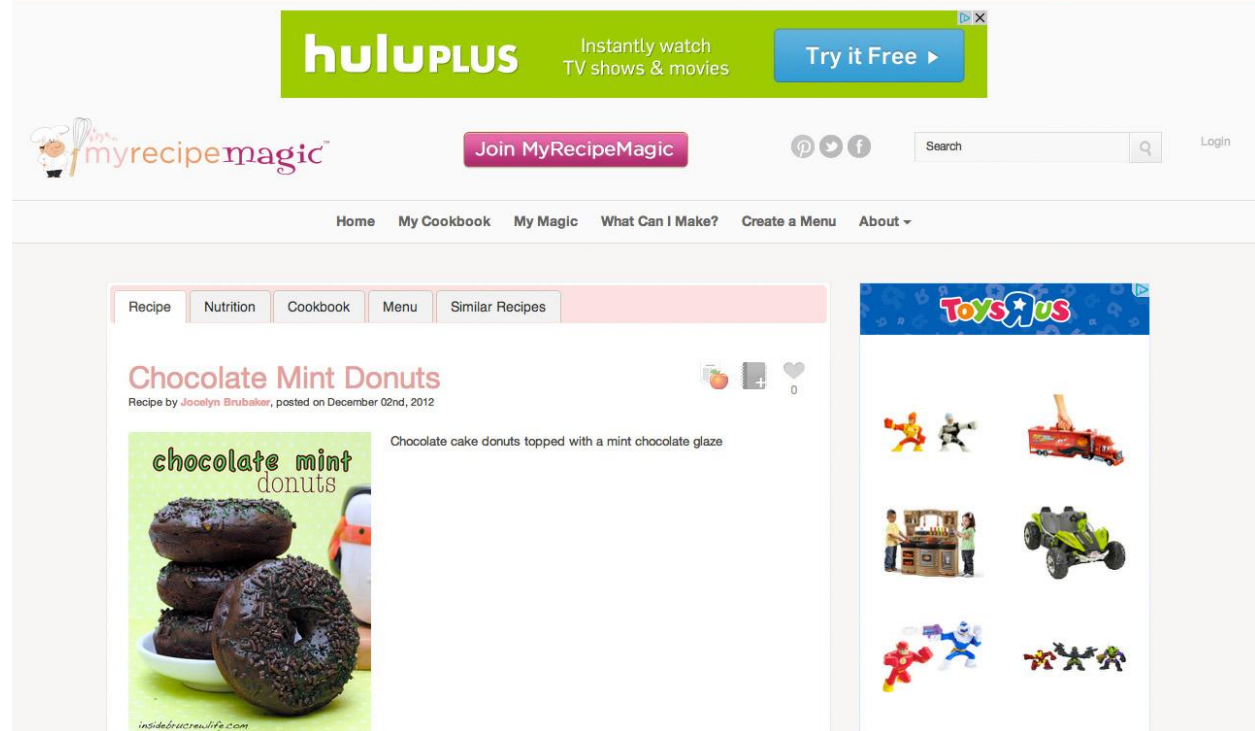 huluPLUS
Instantly watch
TV shows & movies
Try it Free
myrecipemagic™
Join MyRecipeMagic
Search
Login
Home My Cookbook My Magic What Can I Make? Create a Menu About
Recipe Nutrition Cookbook Menu Similar Recipes
Toys R us
Chocolate Mint Donuts
0
Recipe by Jocelyn Brubaker, posted on December 02nd, 2012
Chocolate cake donuts topped with a mint chocolate glaze
chocolate mint
donuts
insidebrucrewlife.com